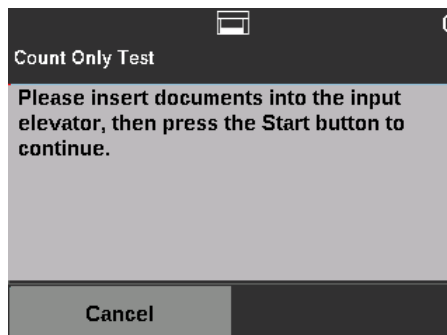 Count Only Test
Please insert documents into the input
elevator, then press the Start button to
continue.
Cancel